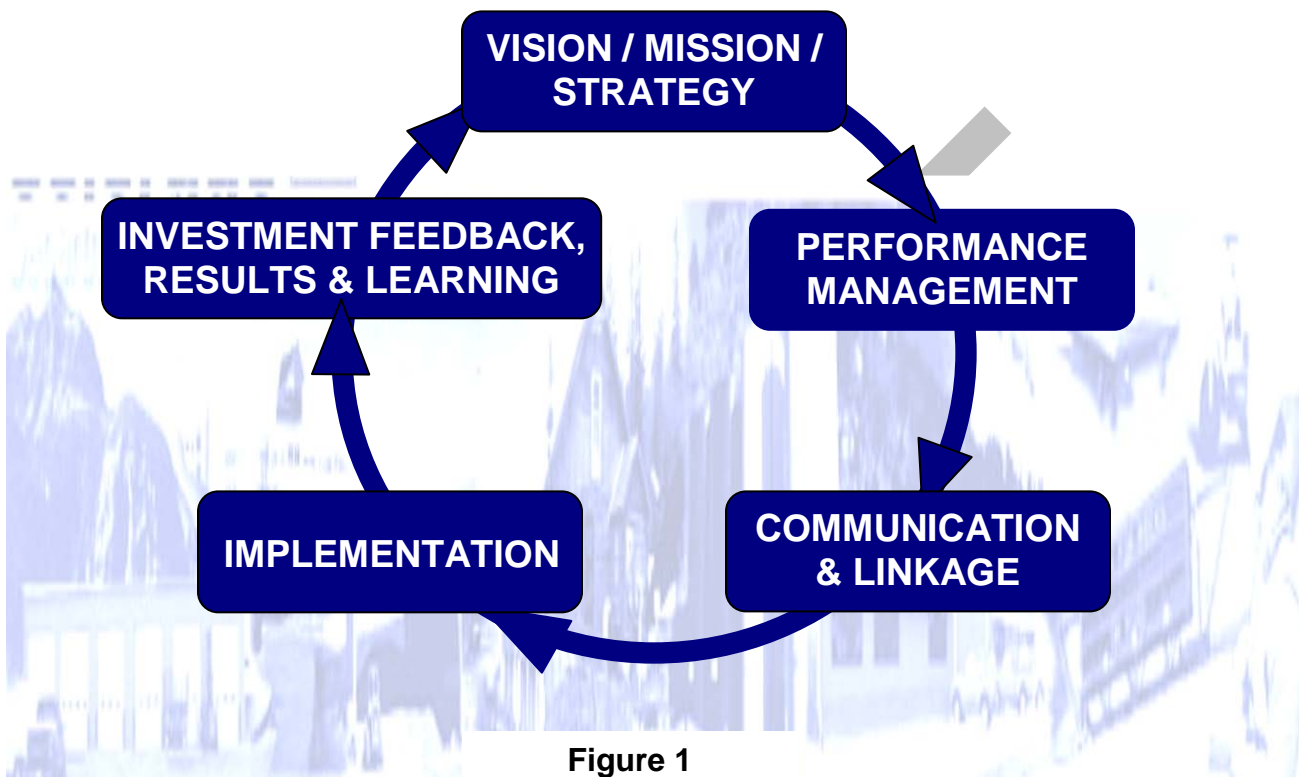 VISION / MISSION /
STRATEGY
PERFORMANCE
MANAGEMENT
COMMUNICATION
& LINKAGE
IMPLEMENTATION
INVESTMENT FEEDBACK,
RESULTS & LEARNING
Figure 1